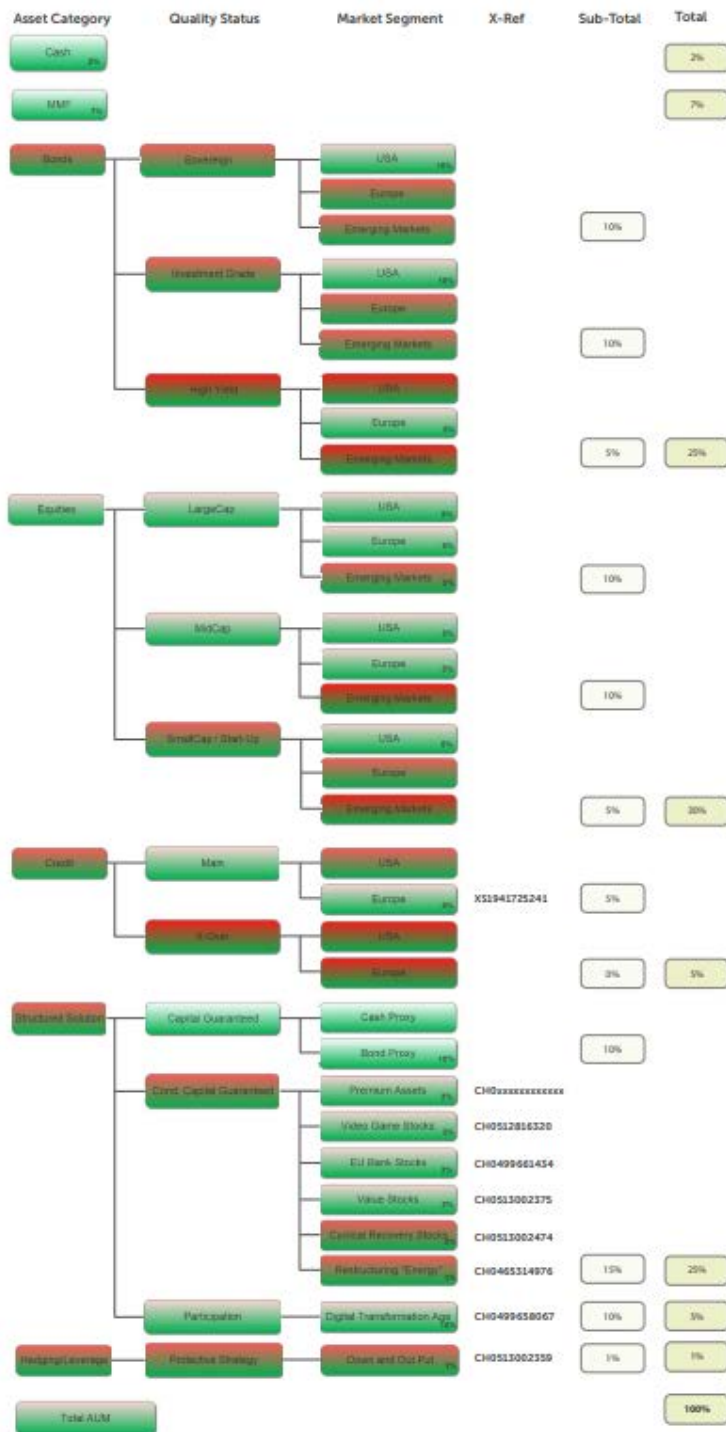 Asset Category Quality Status Market Segment X-Ref Sub-Total Total
Cash 2%
MMF 7%
Bonds Sovereign USA
Europe
Emerging Markets 10%
Investment Grade USA
Europe
Emerging Markets 10%
High Yield USA
Europe
Emerging Markets 5% 25%
Equities LargeCap USA
Europe
Emerging Markets 10%
MidCap USA
Europe
Emerging Markets 10%
SmallCap / Start-Up USA
Europe
Emerging Markets 5%
Credit Main USA
Europe XS1941725241 5%
X-Over USA
Europe 5%
Structured Solution Capital Guaranteed Cash Proxy
Bond Proxy 10%
Cond. Capital Guaranteed Premium Assets CH0xxxxxxxxxxxx
Video Game Stocks CH0512816320
EU Bank Stocks CH0499661434
Value Stocks CH0513002375
Cyclical Recovery Stocks CH0513002474
Restructuring "Energy" CH0465314976 15% 25%
Participation Digital Transformation Age CH0499658067 10% 5%
Hedging/Leverage Protective Strategy Down and Out Put CH0513002359 1% 1%
Total AUM 100%